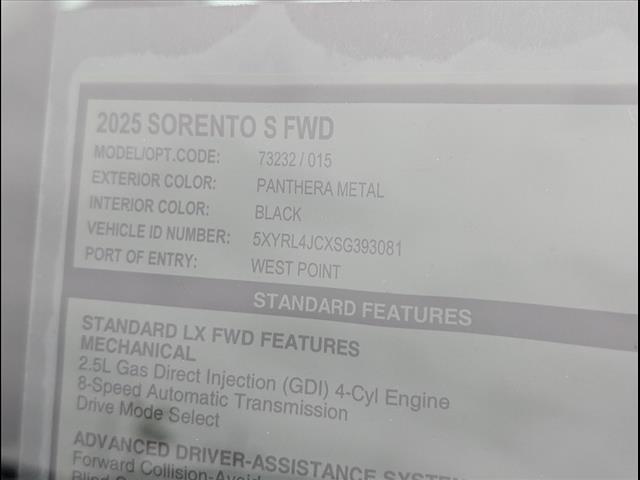 2025 SORENTO S FWD
MODEL/OPT.CODE: 73232 / 015
EXTERIOR COLOR: PANTHERA METAL
INTERIOR COLOR: BLACK
VEHICLE ID NUMBER: 5XYRL4JCXSG393081
PORT OF ENTRY: WEST POINT
STANDARD FEATURES
STANDARD LX FWD FEATURES
MECHANICAL
2.5L Gas Direct Injection (GDI) 4-Cyl Engine
8-Speed Automatic Transmission
Drive Mode Select
ADVANCED DRIVER-ASSISTANCE
Forward